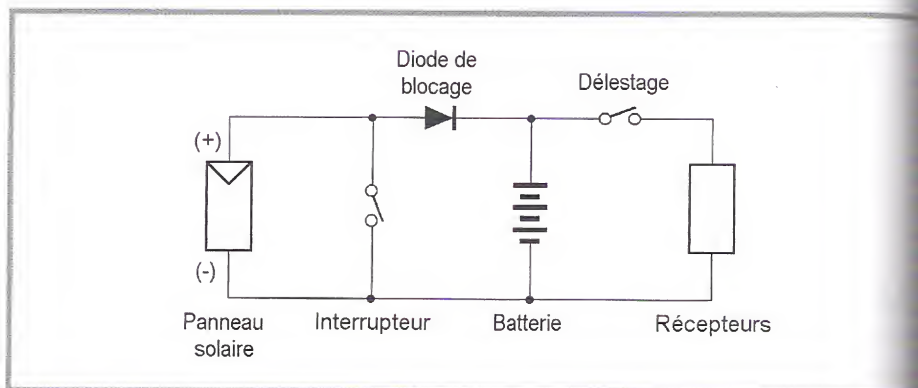 Diode de
blocage
Délestage
(+)
(-)
Panneau
solaire
Interrupteur
Batterie
Récepteurs